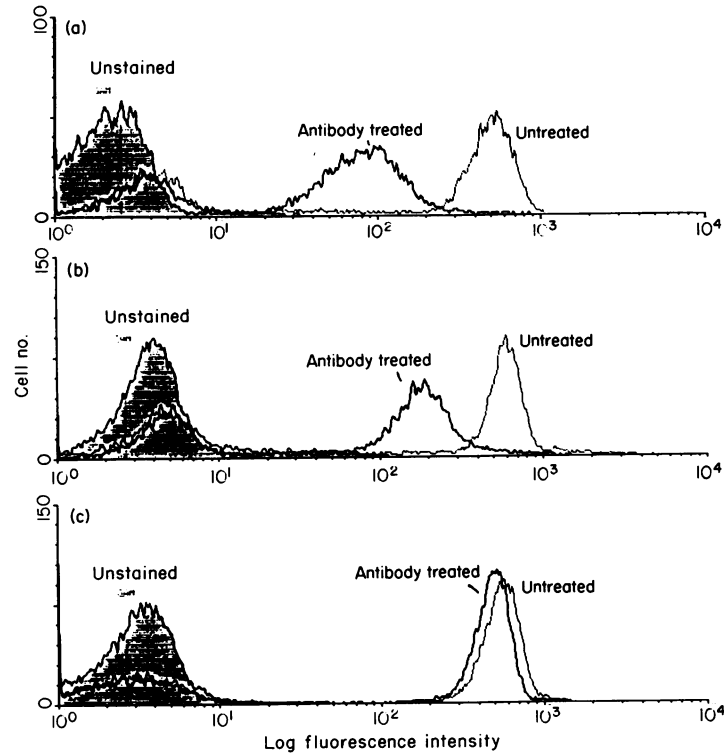 100
(a)
Unstained
Antibody treated
Untreated
0
10⁰ 10¹ 10² 10³ 10⁴
150
(b)
Unstained
Antibody treated
Untreated
Cell no.
0
10⁰ 10¹ 10² 10³ 10⁴
150
(c)
Unstained
Antibody treated
Untreated
0
10⁰ 10¹ 10² 10³ 10⁴
Log fluorescence intensity